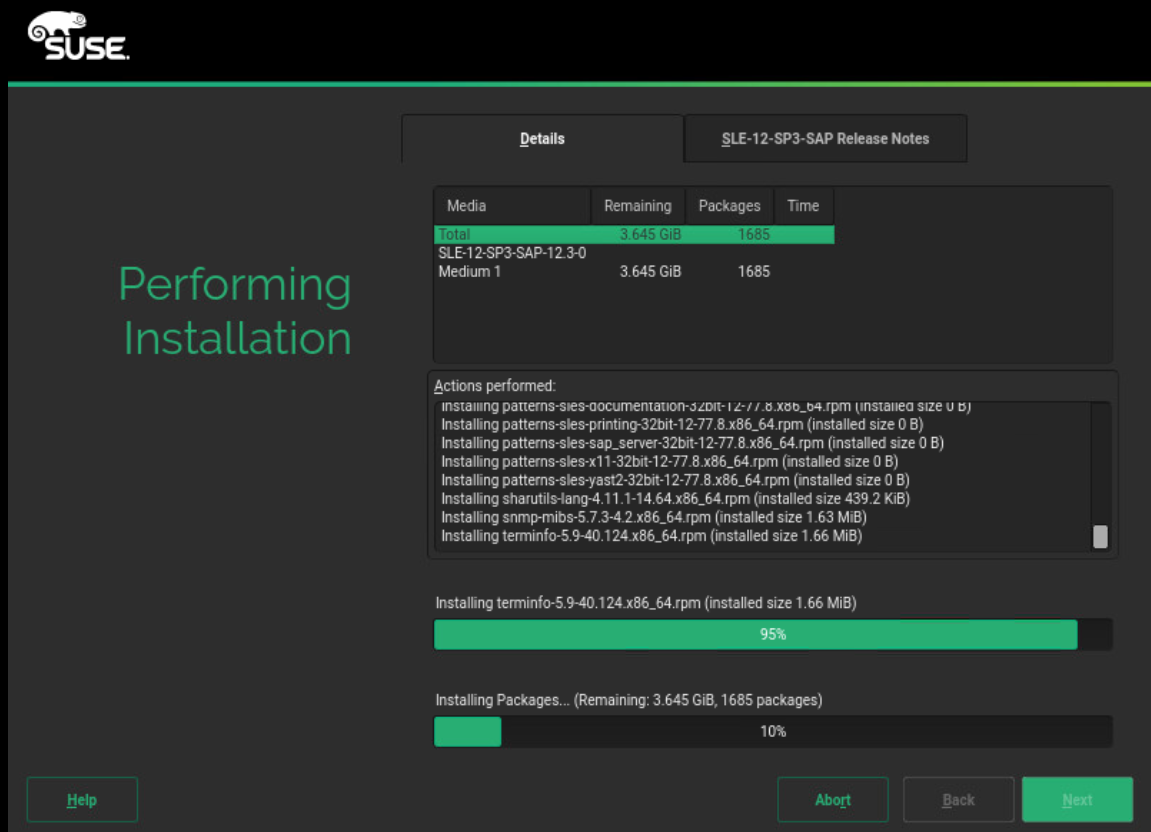 SUSE.
Details
SLE-12-SP3-SAP Release Notes
Media Remaining Packages Time
Total 3.645 GiB 1685
SLE-12-SP3-SAP-12.3-0
Medium 1 3.645 GiB 1685
Performing
Installation
Actions performed:
Installing patterns-sles-documentation-32bit-12-77.8.x86_64.rpm (installed size 0 B)
Installing patterns-sles-printing-32bit-12-77.8.x86_64.rpm (installed size 0 B)
Installing patterns-sles-sap_server-32bit-12-77.8.x86_64.rpm (installed size 0 B)
Installing patterns-sles-x11-32bit-12-77.8.x86_64.rpm (installed size 0 B)
Installing patterns-sles-yast2-32bit-12-77.8.x86_64.rpm (installed size 0 B)
Installing sharutils-lang-4.11.1-14.64.x86_64.rpm (installed size 439.2 KiB)
Installing snmp-mibs-5.7.3-4.2.x86_64.rpm (installed size 1.63 MiB)
Installing terminfo-5.9-40.124.x86_64.rpm (installed size 1.66 MiB)
Installing terminfo-5.9-40.124.x86_64.rpm (installed size 1.66 MiB)
95%
Installing Packages... (Remaining: 3.645 GiB, 1685 packages)
10%
Help
Abort
Back
Next